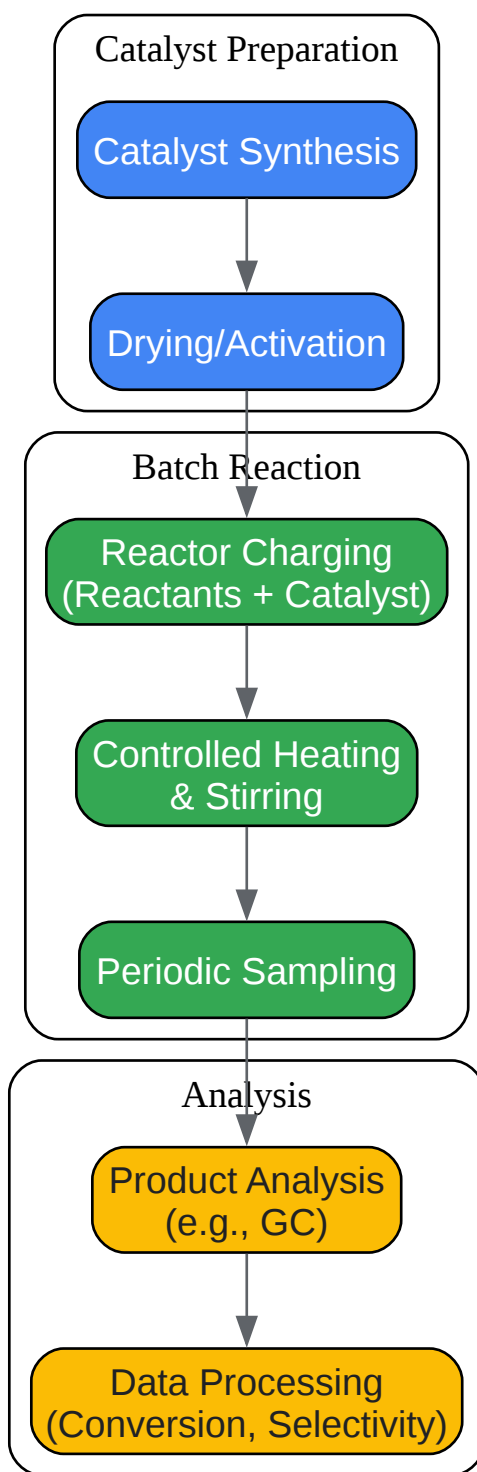 Catalyst Preparation
Catalyst Synthesis
Drying/Activation
Batch Reaction
Reactor Charging
(Reactants + Catalyst)
Controlled Heating
& Stirring
Periodic Sampling
Analysis
Product Analysis
(e.g., GC)
Data Processing
(Conversion, Selectivity)